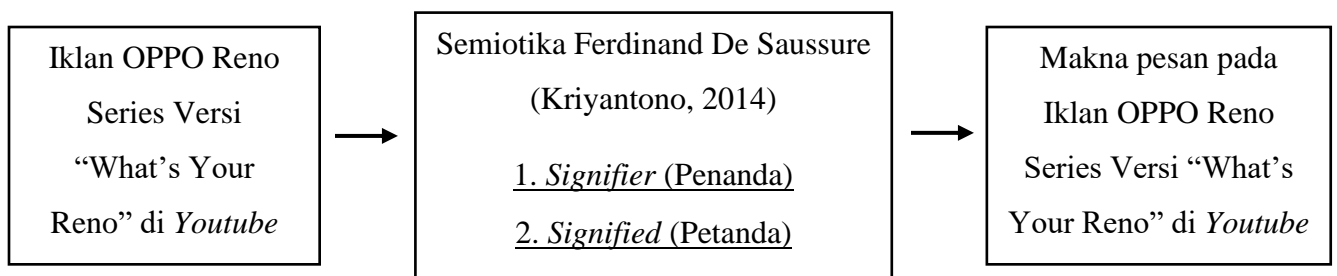 Iklan OPPO Reno
Series Versi
“What’s Your
Reno” di Youtube
Semiotika Ferdinand De Saussure
(Kriyantono, 2014)
1. Signifier (Penanda)
2. Signified (Petanda)
Makna pesan pada
Iklan OPPO Reno
Series Versi “What’s
Your Reno” di Youtube